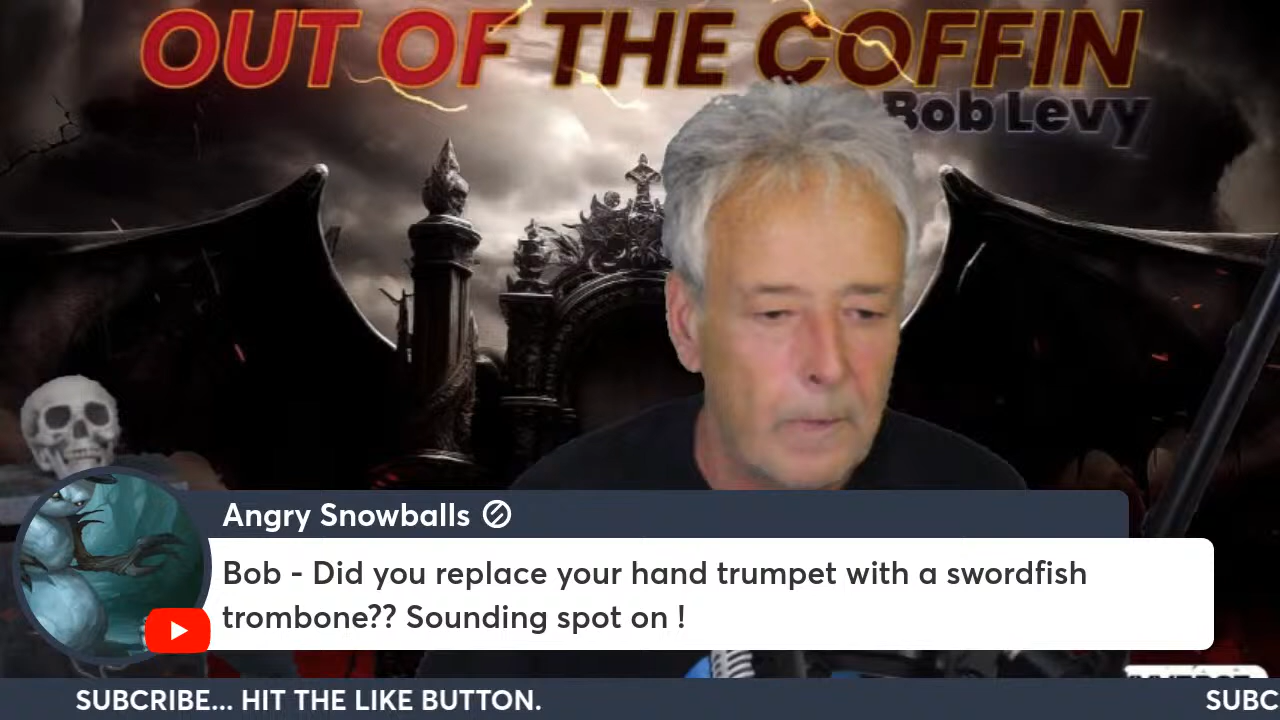 OUT OF THE COFFIN
Bob Levy
Angry Snowballs
Bob - Did you replace your hand trumpet with a swordfish
trombone?? Sounding spot on !
SUBCRIBE... HIT THE LIKE BUTTON.
SUBC